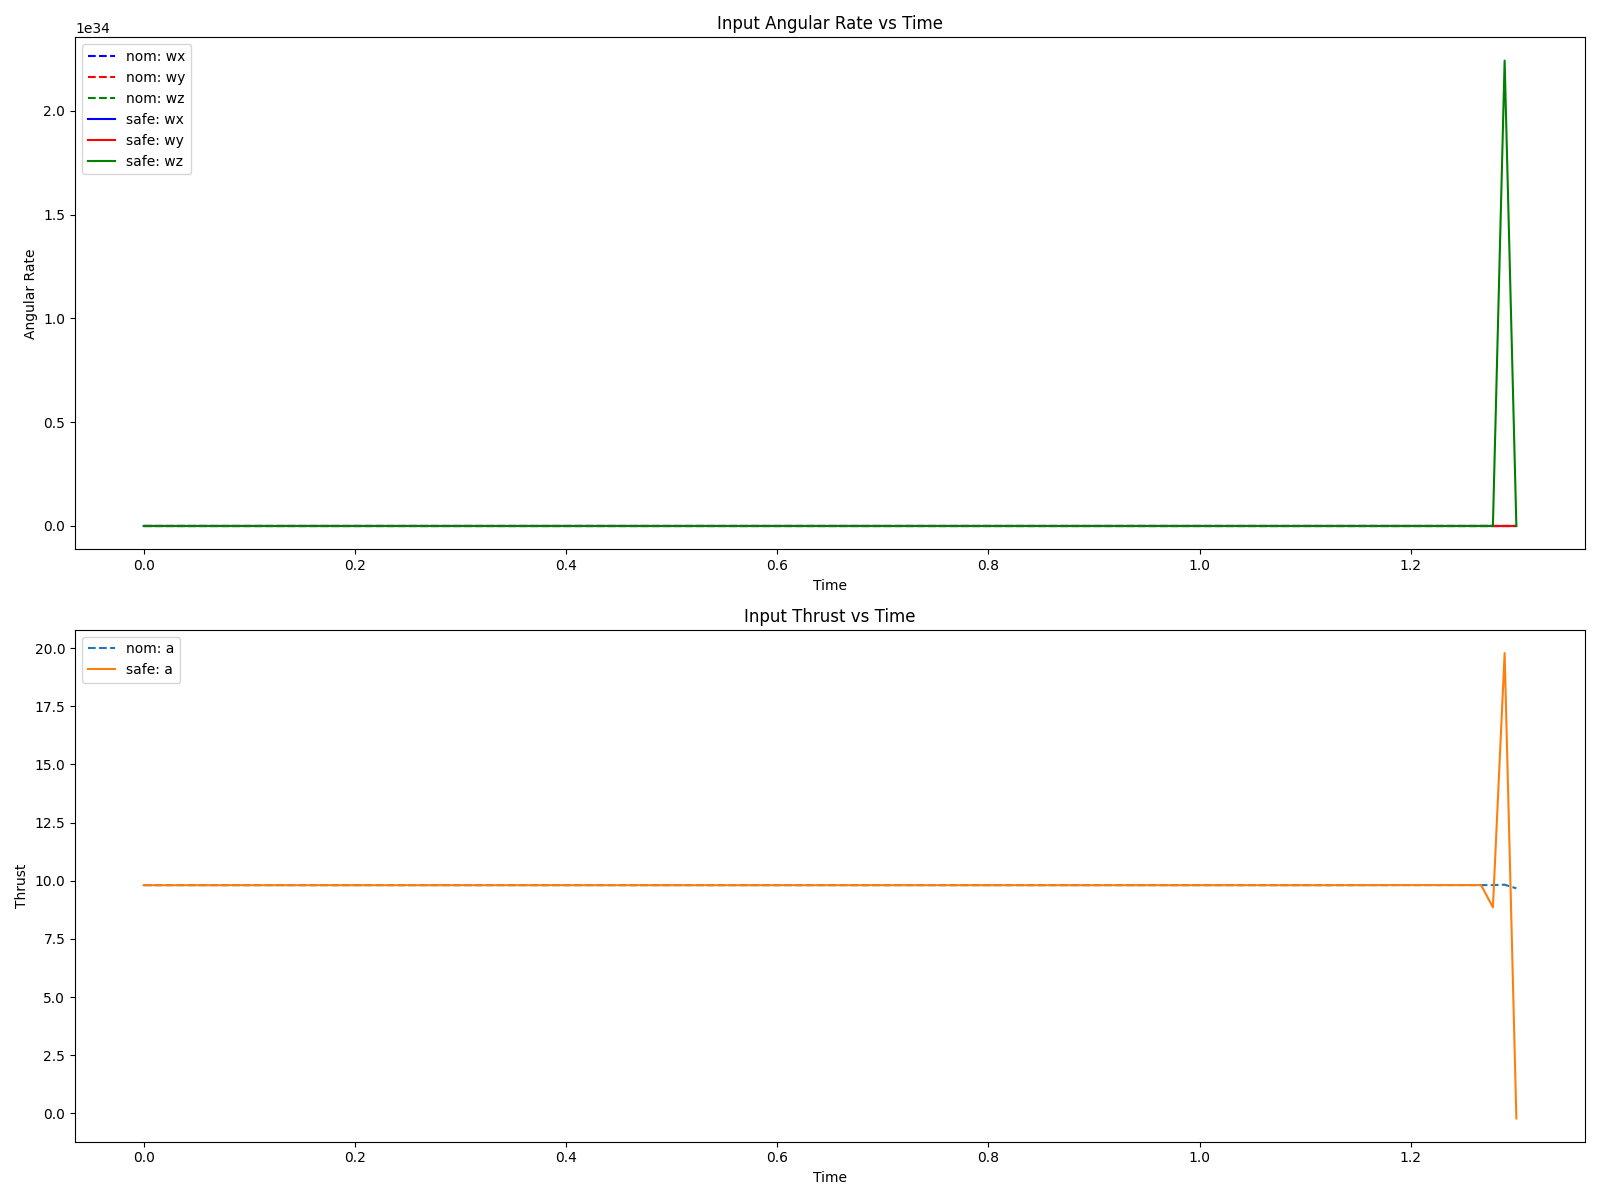 Input Angular Rate vs Time
1e34
nom: wx
nom: wy
nom: wz
safe: wx
safe: wy
safe: wz
2.0
1.5
1.0
0.5
0.0
Angular Rate
0.0 0.2 0.4 0.6 0.8 1.0 1.2
Time
Input Thrust vs Time
nom: a
safe: a
20.0
17.5
15.0
12.5
10.0
7.5
5.0
2.5
0.0
Thrust
0.0 0.2 0.4 0.6 0.8 1.0 1.2
Time